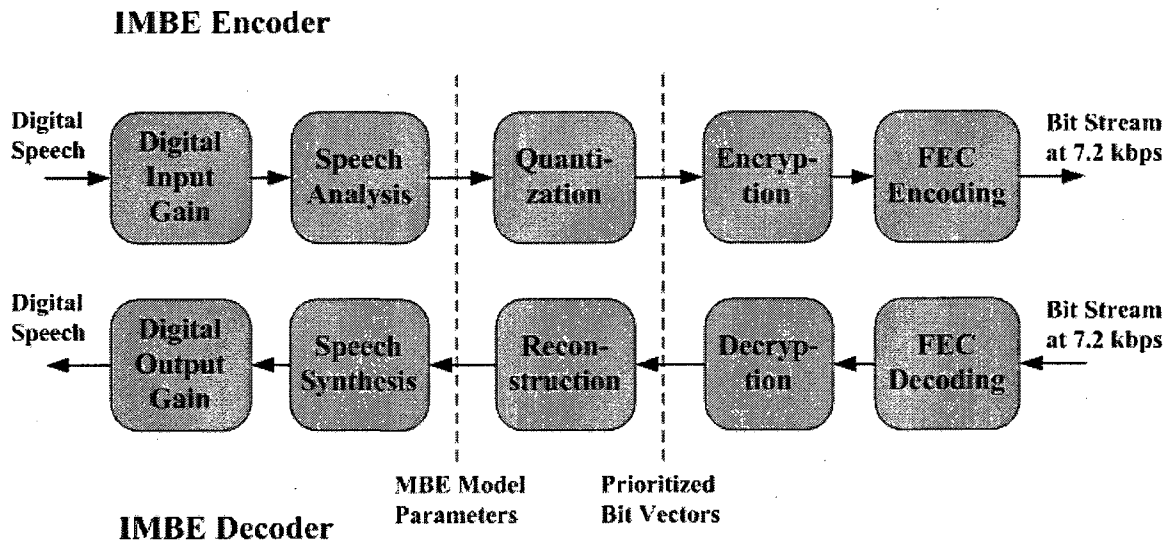 IMBE Encoder
Digital
Speech
Digital
Input
Gain
Speech
Analysis
Quanti-
zation
Encryp-
tion
FEC
Encoding
Bit Stream
at 7.2 kbps
Digital
Speech
Digital
Output
Gain
Speech
Synthesis
Recon-
struction
Decryp-
tion
FEC
Decoding
Bit Stream
at 7.2 kbps
MBE Model
Parameters
Prioritized
Bit Vectors
IMBE Decoder